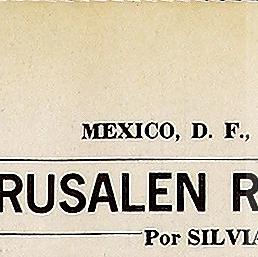 MEXICO, D. F.,
RUSALEN R
Por SILVIA